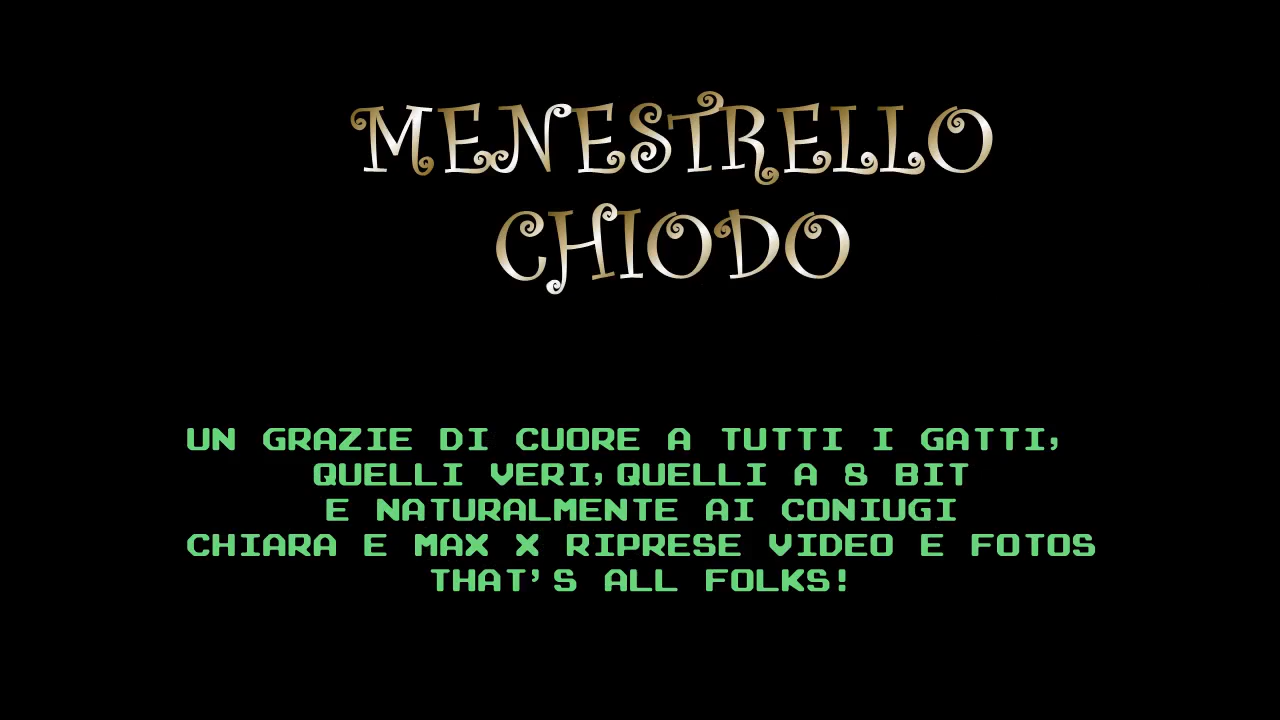 MENESTRELLO
CHIODO
UN GRAZIE DI CUORE A TUTTI I GATTI,
QUELLI VERI, QUELLI A 8 BIT
E NATURALMENTE AI CONIUGI
CHIARA E MAX X RIPRESE VIDEO E FOTOS
THAT'S ALL FOLKS!